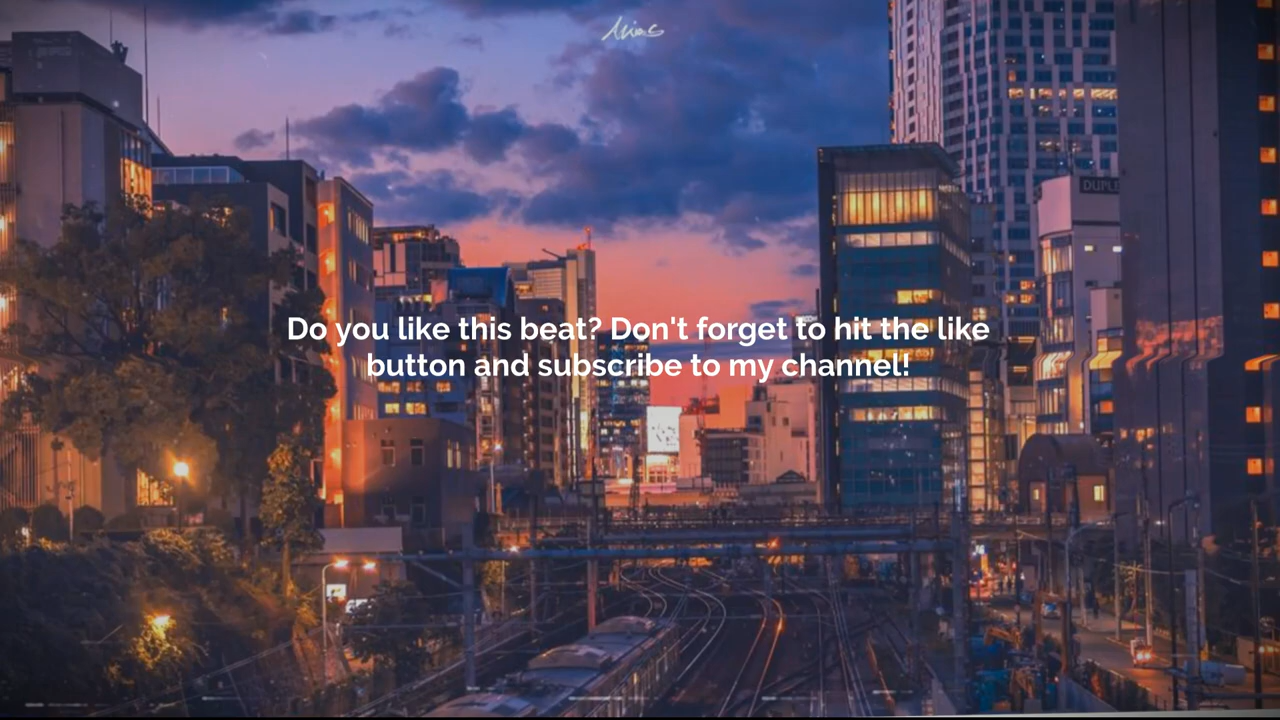 Do you like this beat? Don't forget to hit the like
button and subscribe to my channel!